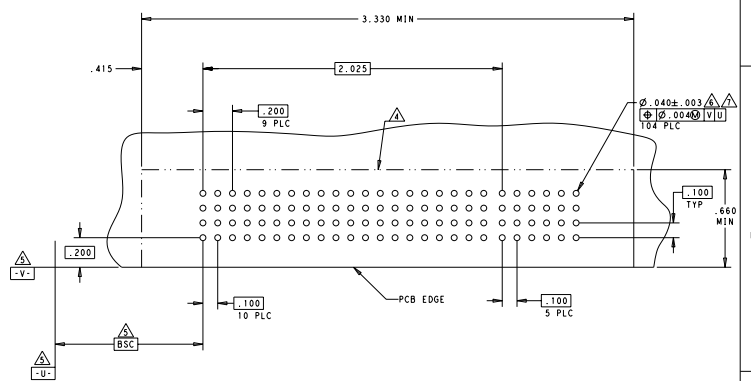 3.330 MIN
.415
2.025
Ø.040±.003 6 7
⌖ Ø.004Ⓜ V U
104 PLC
.200
9 PLC
4
.100
TYP
.660
MIN
.200
5
-V-
PCB EDGE
.100
10 PLC
.100
5 PLC
5
BSC
5
-U-